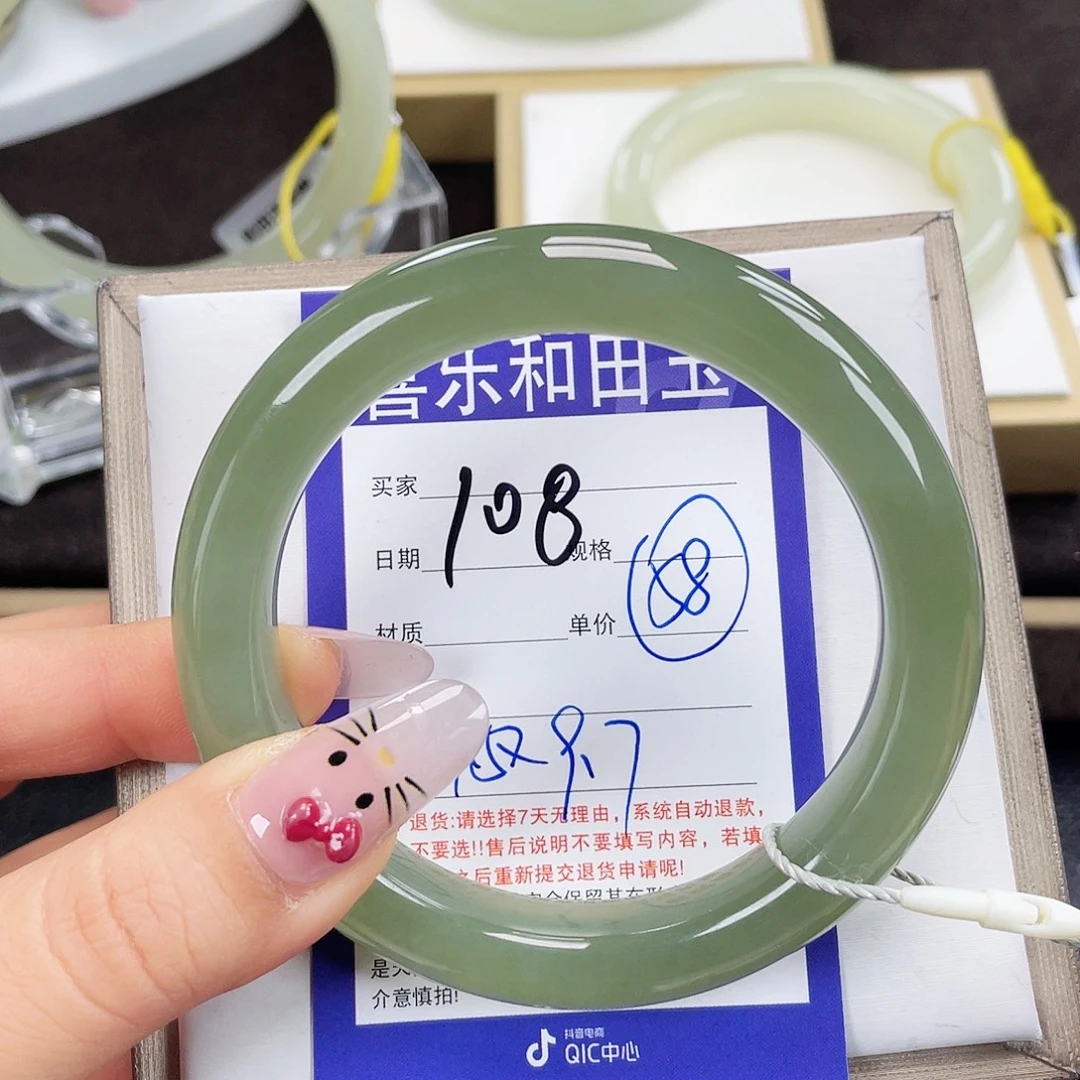 喜乐和田玉
买家
108
日期
规格
58
材质
单价
退货:请选择7天无理由，系统自动退款，
不要选!!售后说明不要填写内容，若填
之后重新提交退货申请呢!
介意慎拍!
抖音电商
QIC中心